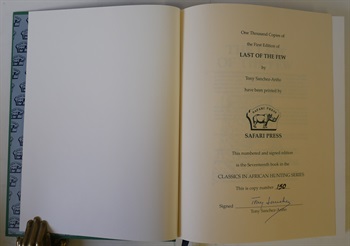 One Thousand Copies of
the First Edition of
LAST OF THE FEW
by
Tony Sanchez-Ariño
have been printed by
SAFARI PRESS
SAFARI PRESS
This numbered and signed edition
is the Seventeenth book in the
CLASSICS IN AFRICAN HUNTING SERIES
This is copy number 150
Signed Tony Sanchez
Tony Sanchez-Ariño